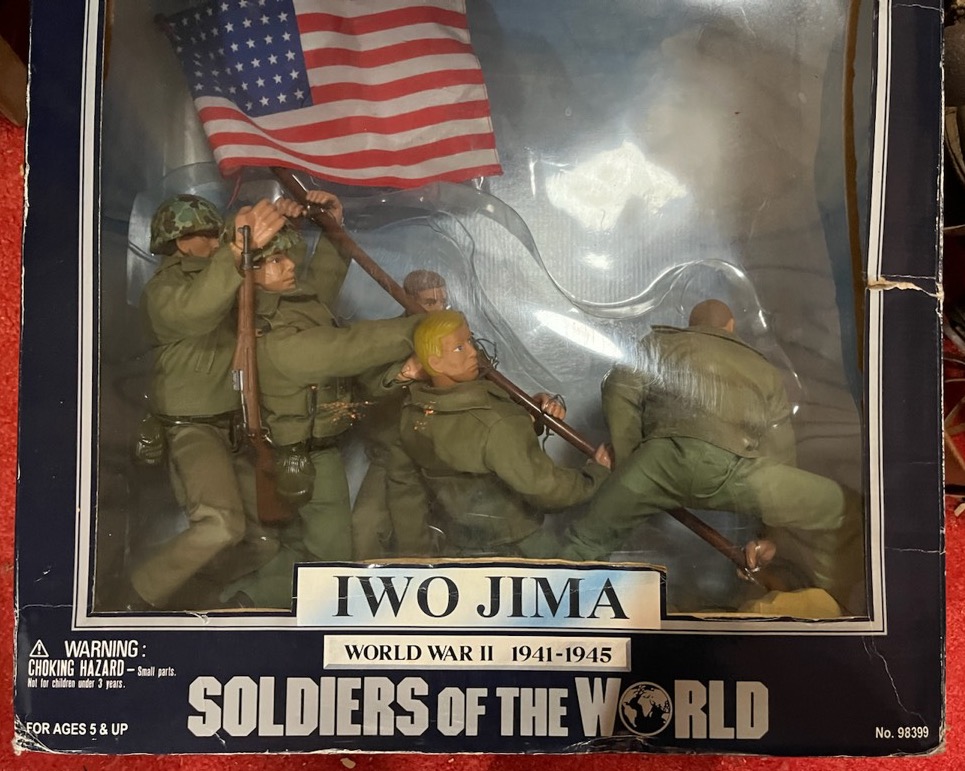 IWO JIMA
WORLD WAR II 1941-1945
⚠ WARNING:
CHOKING HAZARD – Small parts.
Not for children under 3 years.
SOLDIERS OF THE WORLD
FOR AGES 5 & UP
No. 98399